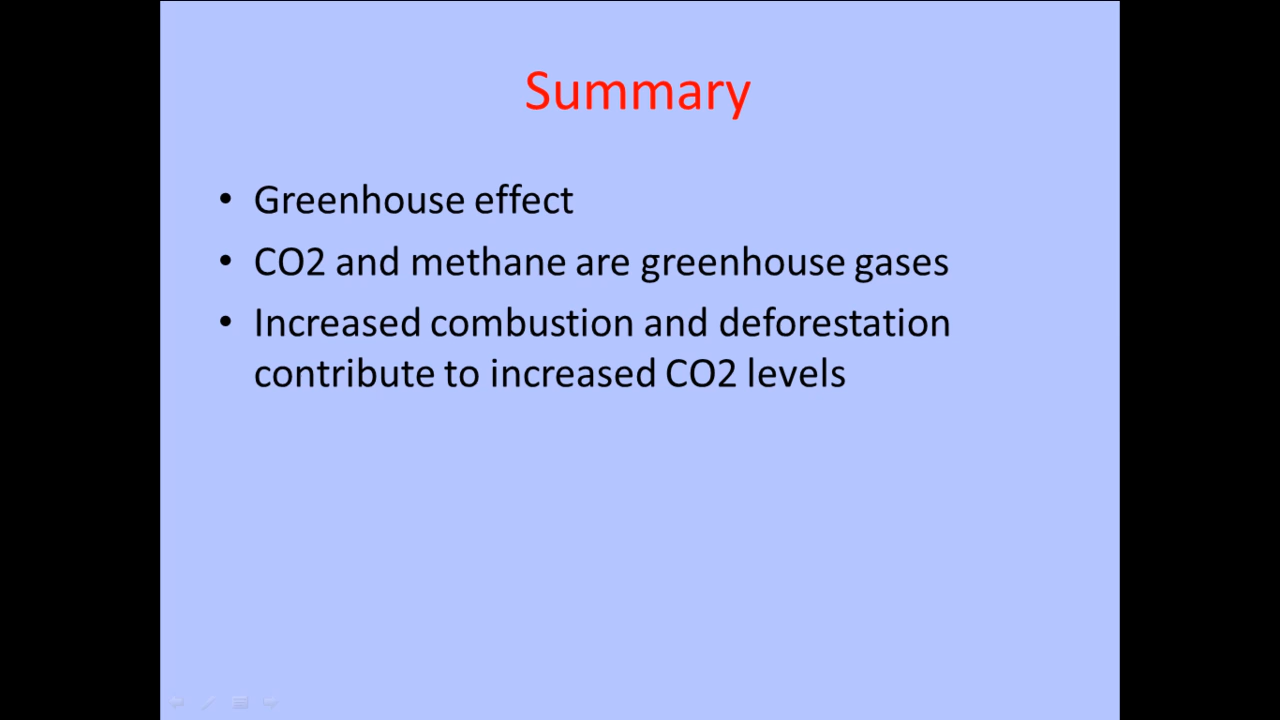 Summary
• Greenhouse effect
• CO2 and methane are greenhouse gases
• Increased combustion and deforestation
contribute to increased CO2 levels